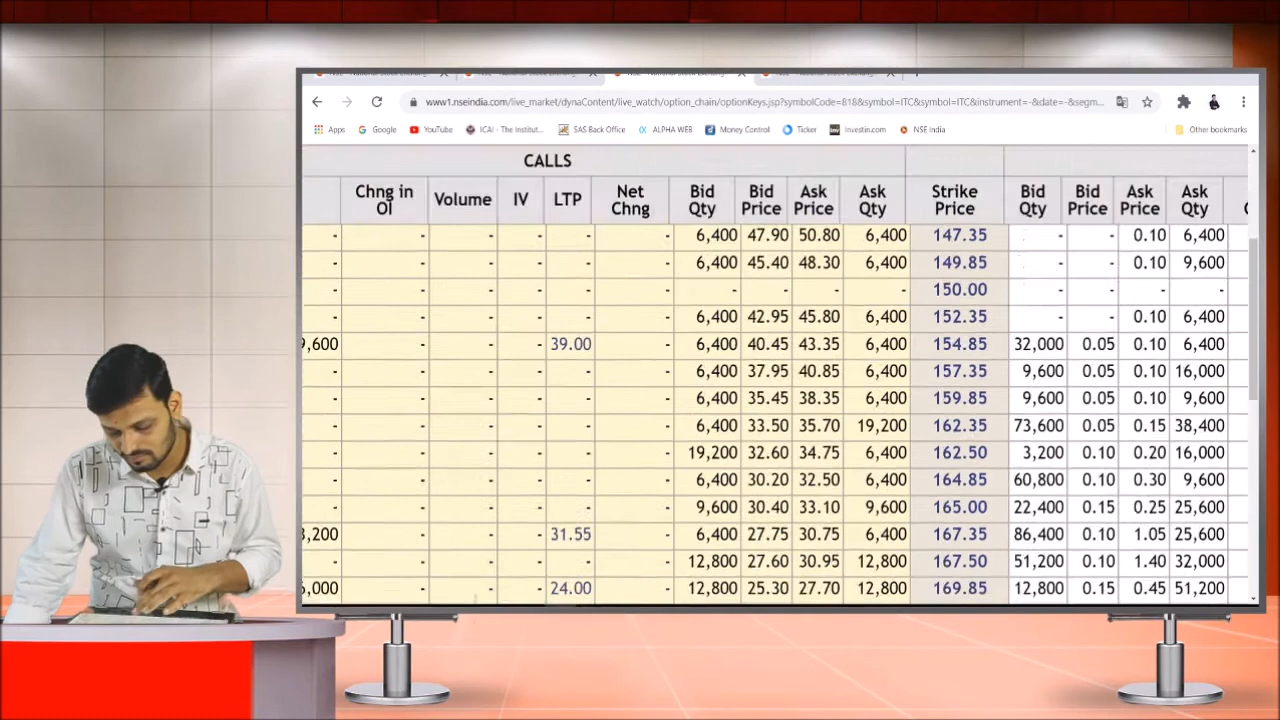 www1.nseindia.com/live_market/dynaContent/live_watch/option_chain/optionKeys.jsp?symbolCode=818&symbol=ITC&symbol=ITC&instrument=-&date=-&segm...
Apps Google YouTube ICAI - The Institut... SAS Back Office ALPHA WEB Money Control Ticker Investin.com NSE India Other bookmarks
CALLS
Chng in OI Volume IV LTP Net Chng Bid Qty Bid Price Ask Price Ask Qty Strike Price Bid Qty Bid Price Ask Price Ask Qty
- - - - - - 6,400 47.90 50.80 6,400 147.35 - - 0.10 6,400
- - - - - - 6,400 45.40 48.30 6,400 149.85 - - 0.10 9,600
- - - - - - - - - - 150.00 - - - -
- - - - - - 6,400 42.95 45.80 6,400 152.35 - - 0.10 6,400
9,600 - - - 39.00 - 6,400 40.45 43.35 6,400 154.85 32,000 0.05 0.10 6,400
- - - - - - 6,400 37.95 40.85 6,400 157.35 9,600 0.05 0.10 16,000
- - - - - - 6,400 35.45 38.35 6,400 159.85 9,600 0.05 0.10 9,600
- - - - - - 6,400 33.50 35.70 19,200 162.35 73,600 0.05 0.15 38,400
- - - - - - 19,200 32.60 34.75 6,400 162.50 3,200 0.10 0.20 16,000
- - - - - - 6,400 30.20 32.50 6,400 164.85 60,800 0.10 0.30 9,600
- - - - - - 9,600 30.40 33.10 9,600 165.00 22,400 0.15 0.25 25,600
3,200 - - - 31.55 - 6,400 27.75 30.75 6,400 167.35 86,400 0.10 1.05 25,600
- - - - - - 12,800 27.60 30.95 12,800 167.50 51,200 0.10 1.40 32,000
6,000 - - - 24.00 - 12,800 25.30 27.70 12,800 169.85 12,800 0.15 0.45 51,200